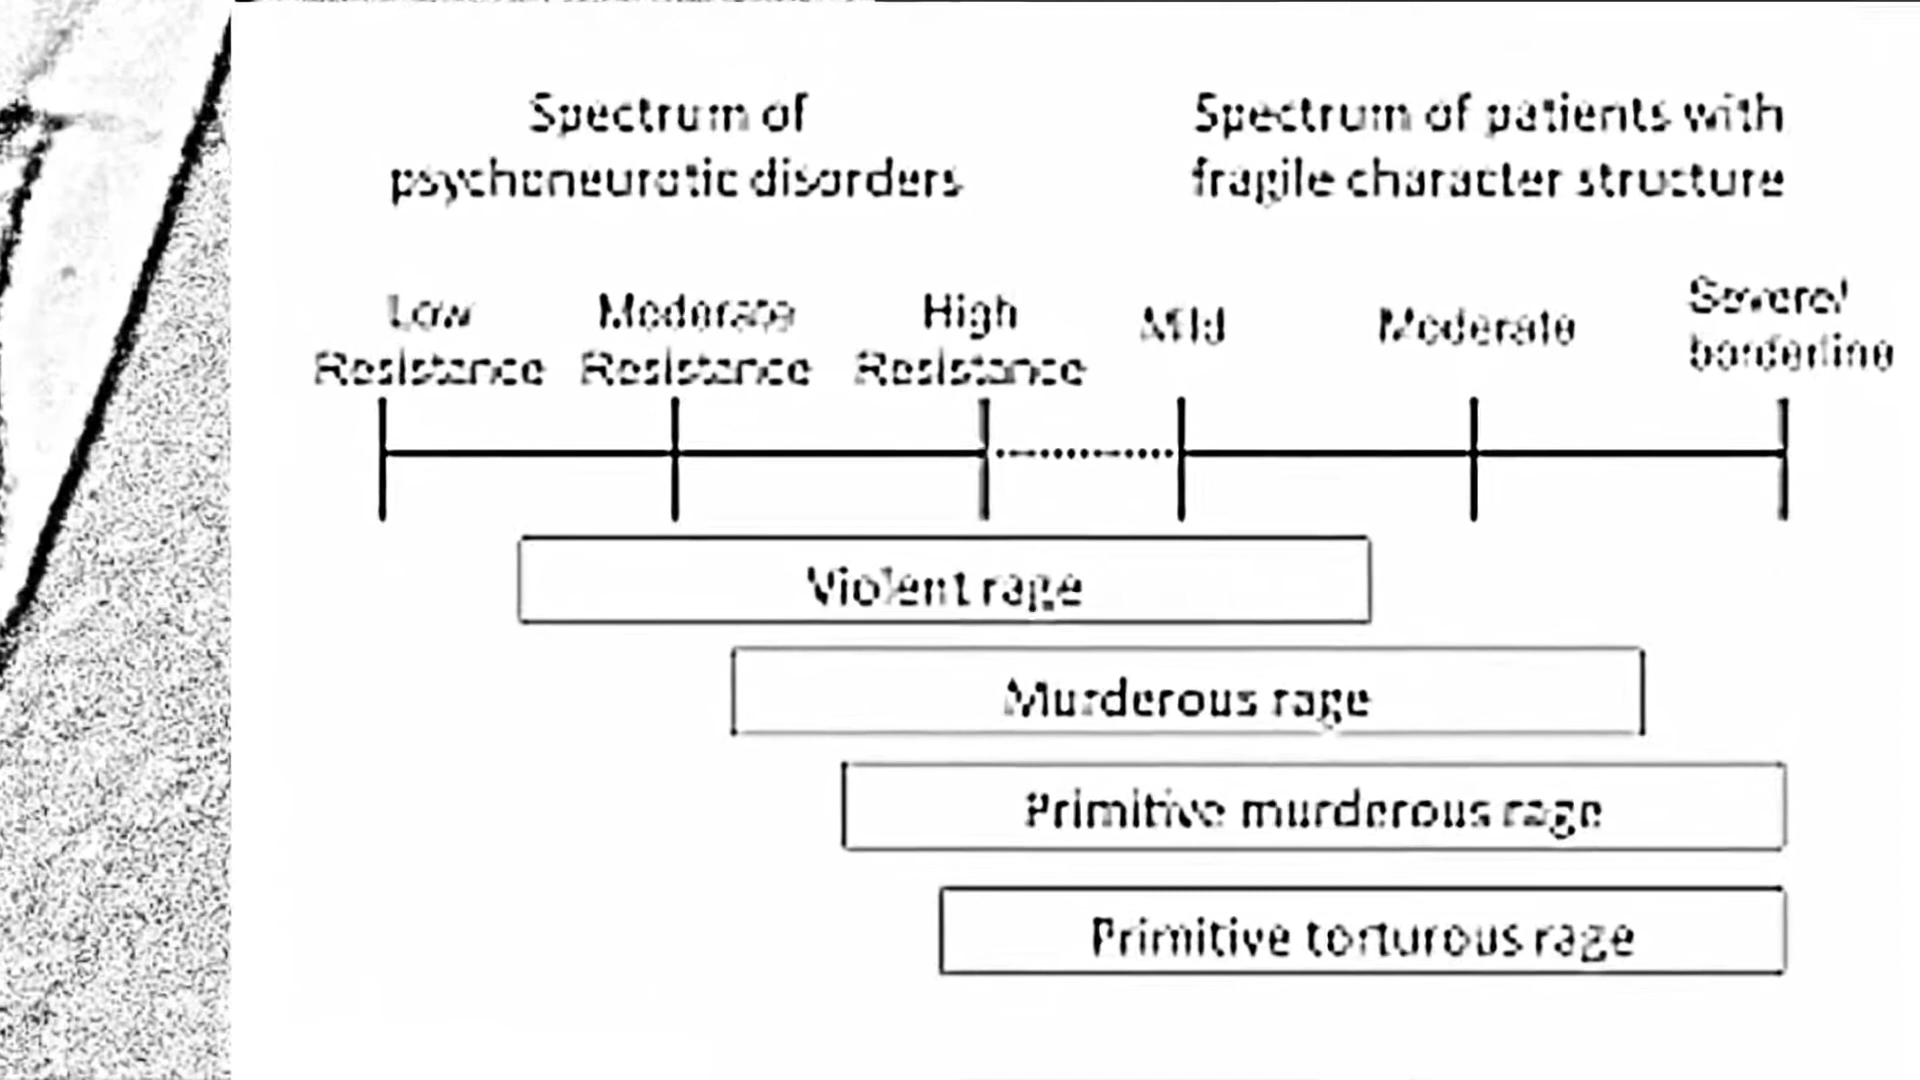 Spectrum of
psychoneurotic disorders
Spectrum of patients with
fragile character structure
Low
Resistance
Moderate
Resistance
High
Resistance
Mild
Moderate
Severe/
borderline
Violent rage
Murderous rage
Primitive murderous rage
Primitive torturous rage